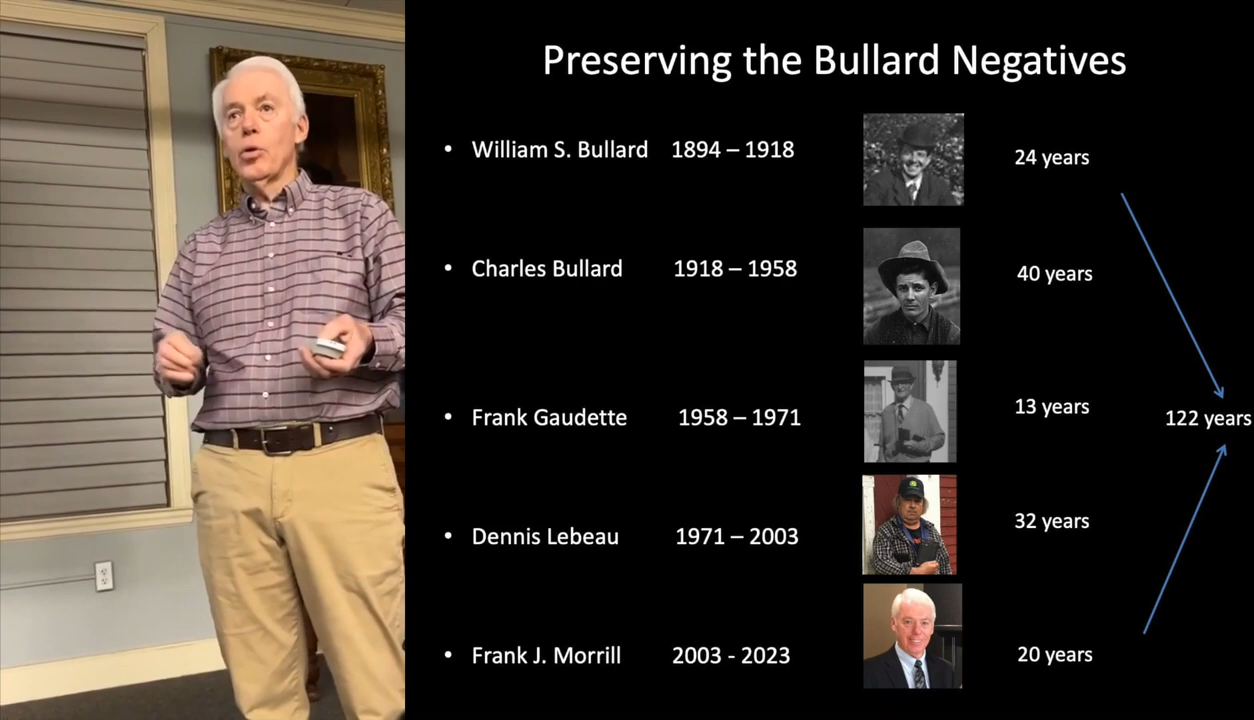 Preserving the Bullard Negatives
• William S. Bullard 1894 – 1918 24 years
• Charles Bullard 1918 – 1958 40 years
• Frank Gaudette 1958 – 1971 13 years
122 years
• Dennis Lebeau 1971 – 2003 32 years
• Frank J. Morrill 2003 - 2023 20 years